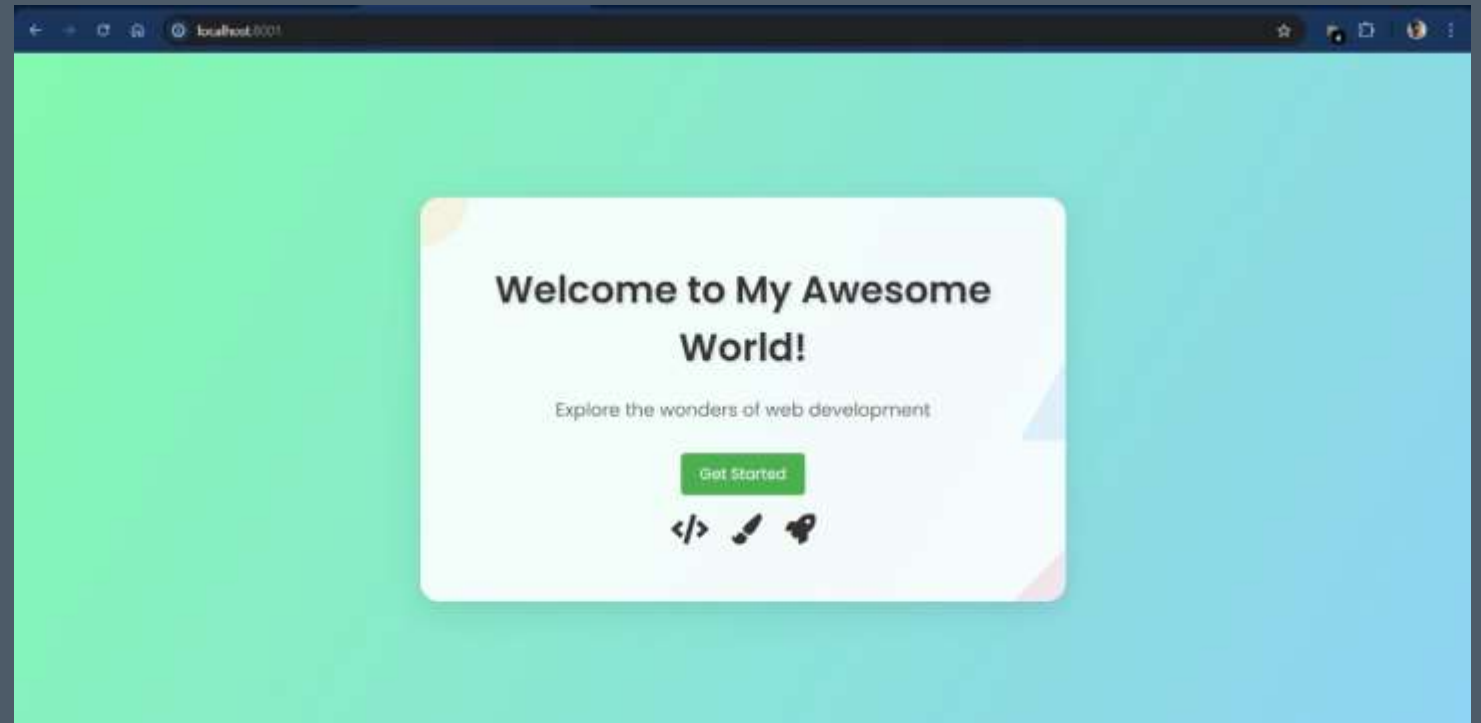 localhost:8001
Welcome to My Awesome
World!
Explore the wonders of web development
Get Started